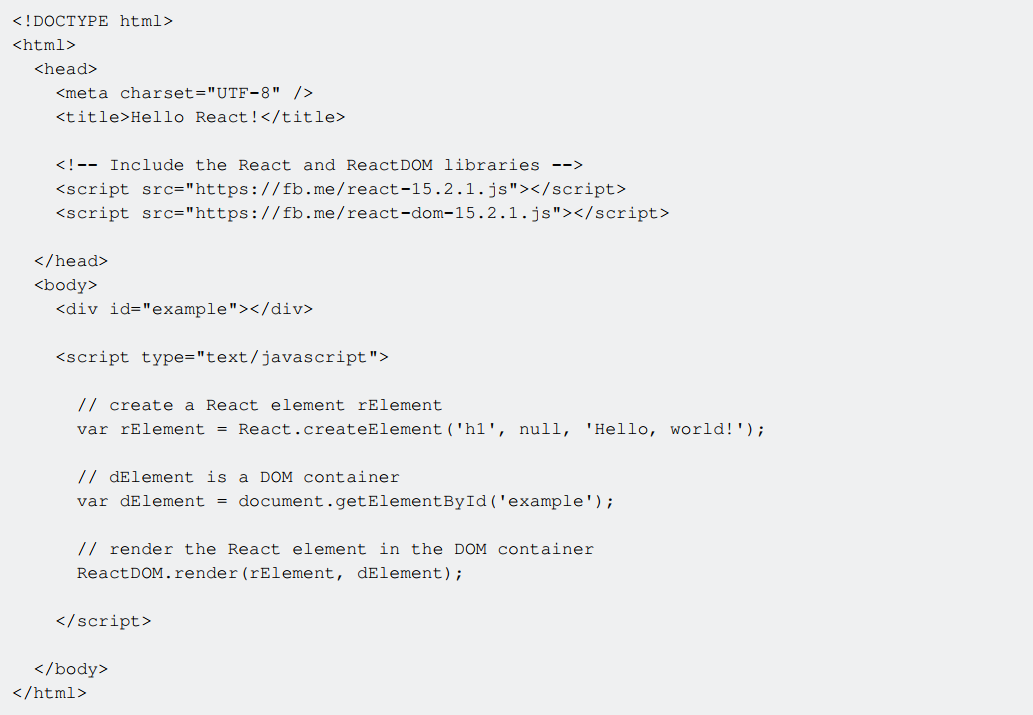 <!DOCTYPE html>
<html>
  <head>
    <meta charset="UTF-8" />
    <title>Hello React!</title>

    <!-- Include the React and ReactDOM libraries -->
    <script src="https://fb.me/react-15.2.1.js"></script>
    <script src="https://fb.me/react-dom-15.2.1.js"></script>

  </head>
  <body>
    <div id="example"></div>

    <script type="text/javascript">

      // create a React element rElement
      var rElement = React.createElement('h1', null, 'Hello, world!');

      // dElement is a DOM container
      var dElement = document.getElementById('example');

      // render the React element in the DOM container
      ReactDOM.render(rElement, dElement);

    </script>

  </body>
</html>